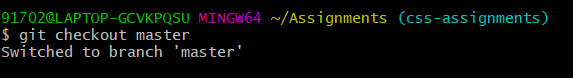 91702@LAPTOP-GCVKPQSU MINGW64 ~/Assignments (css-assignments)
$ git checkout master
Switched to branch 'master'